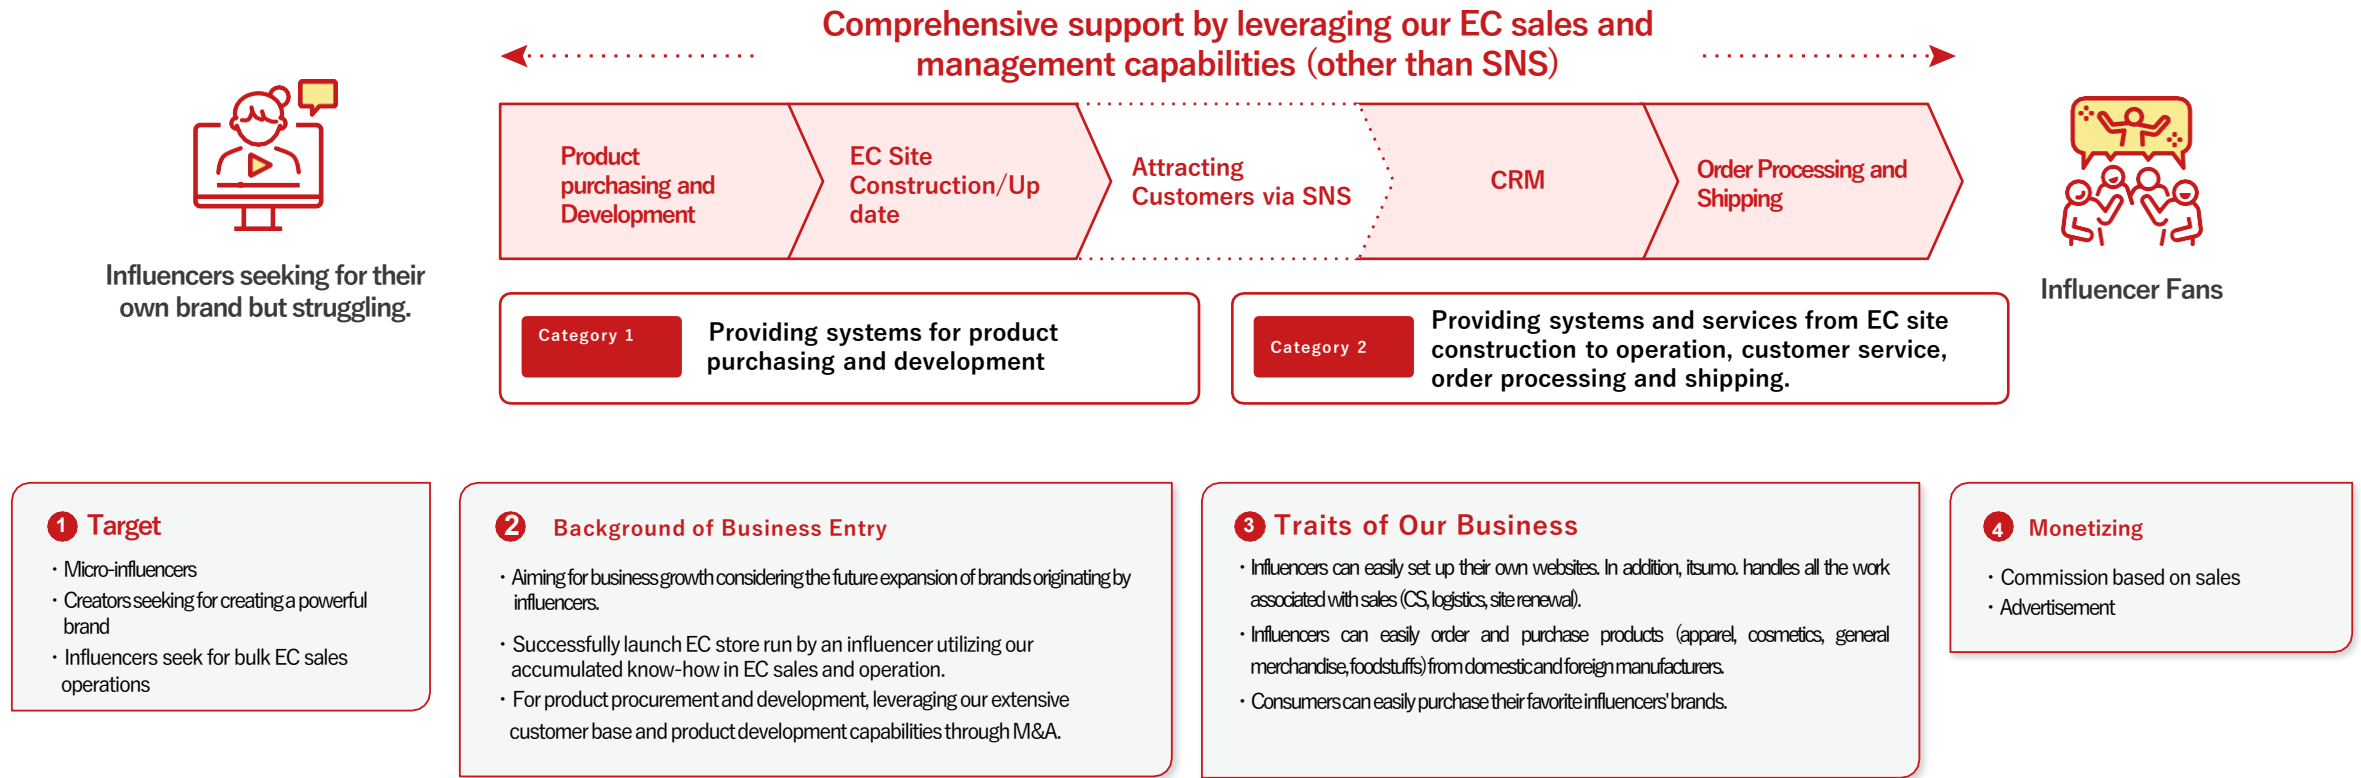 Comprehensive support by leveraging our EC sales and
management capabilities (other than SNS)
Product
purchasing and
Development
EC Site
Construction/Up
date
Attracting
Customers via SNS
CRM
Order Processing and
Shipping
Influencers seeking for their
own brand but struggling.
Influencer Fans
Category 1
Providing systems for product
purchasing and development
Category 2
Providing systems and services from EC site
construction to operation, customer service,
order processing and shipping.
1 Target
・Micro-influencers
・Creators seeking for creating a powerful
brand
・Influencers seek for bulk EC sales
operations
2 Background of Business Entry
・Aiming for business growth considering the future expansion of brands originating by
influencers.
・Successfully launch EC store run by an influencer utilizing our
accumulated know-how in EC sales and operation.
・For product procurement and development, leveraging our extensive
customer base and product development capabilities through M&A.
3 Traits of Our Business
・Influencers can easily set up their own websites. In addition, itsumo. handles all the work
associated with sales (CS, logistics, site renewal).
・Influencers can easily order and purchase products (apparel, cosmetics, general
merchandise, foodstuffs) from domestic and foreign manufacturers.
・Consumers can easily purchase their favorite influencers' brands.
4 Monetizing
・Commission based on sales
・Advertisement